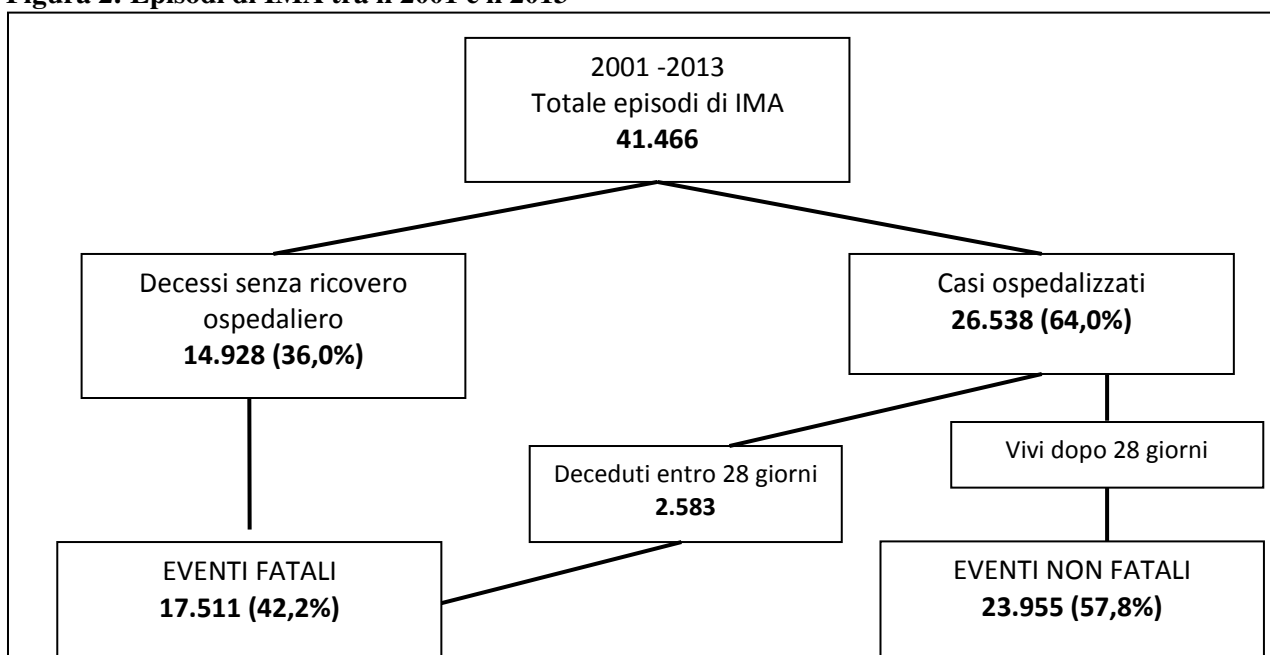 Figura 2: Episodi di IMA tra il 2001 e il 2013
2001 -2013
Totale episodi di IMA
41.466
Decessi senza ricovero
ospedaliero
14.928 (36,0%)
Casi ospedalizzati
26.538 (64,0%)
Deceduti entro 28 giorni
2.583
Vivi dopo 28 giorni
EVENTI FATALI
17.511 (42,2%)
EVENTI NON FATALI
23.955 (57,8%)